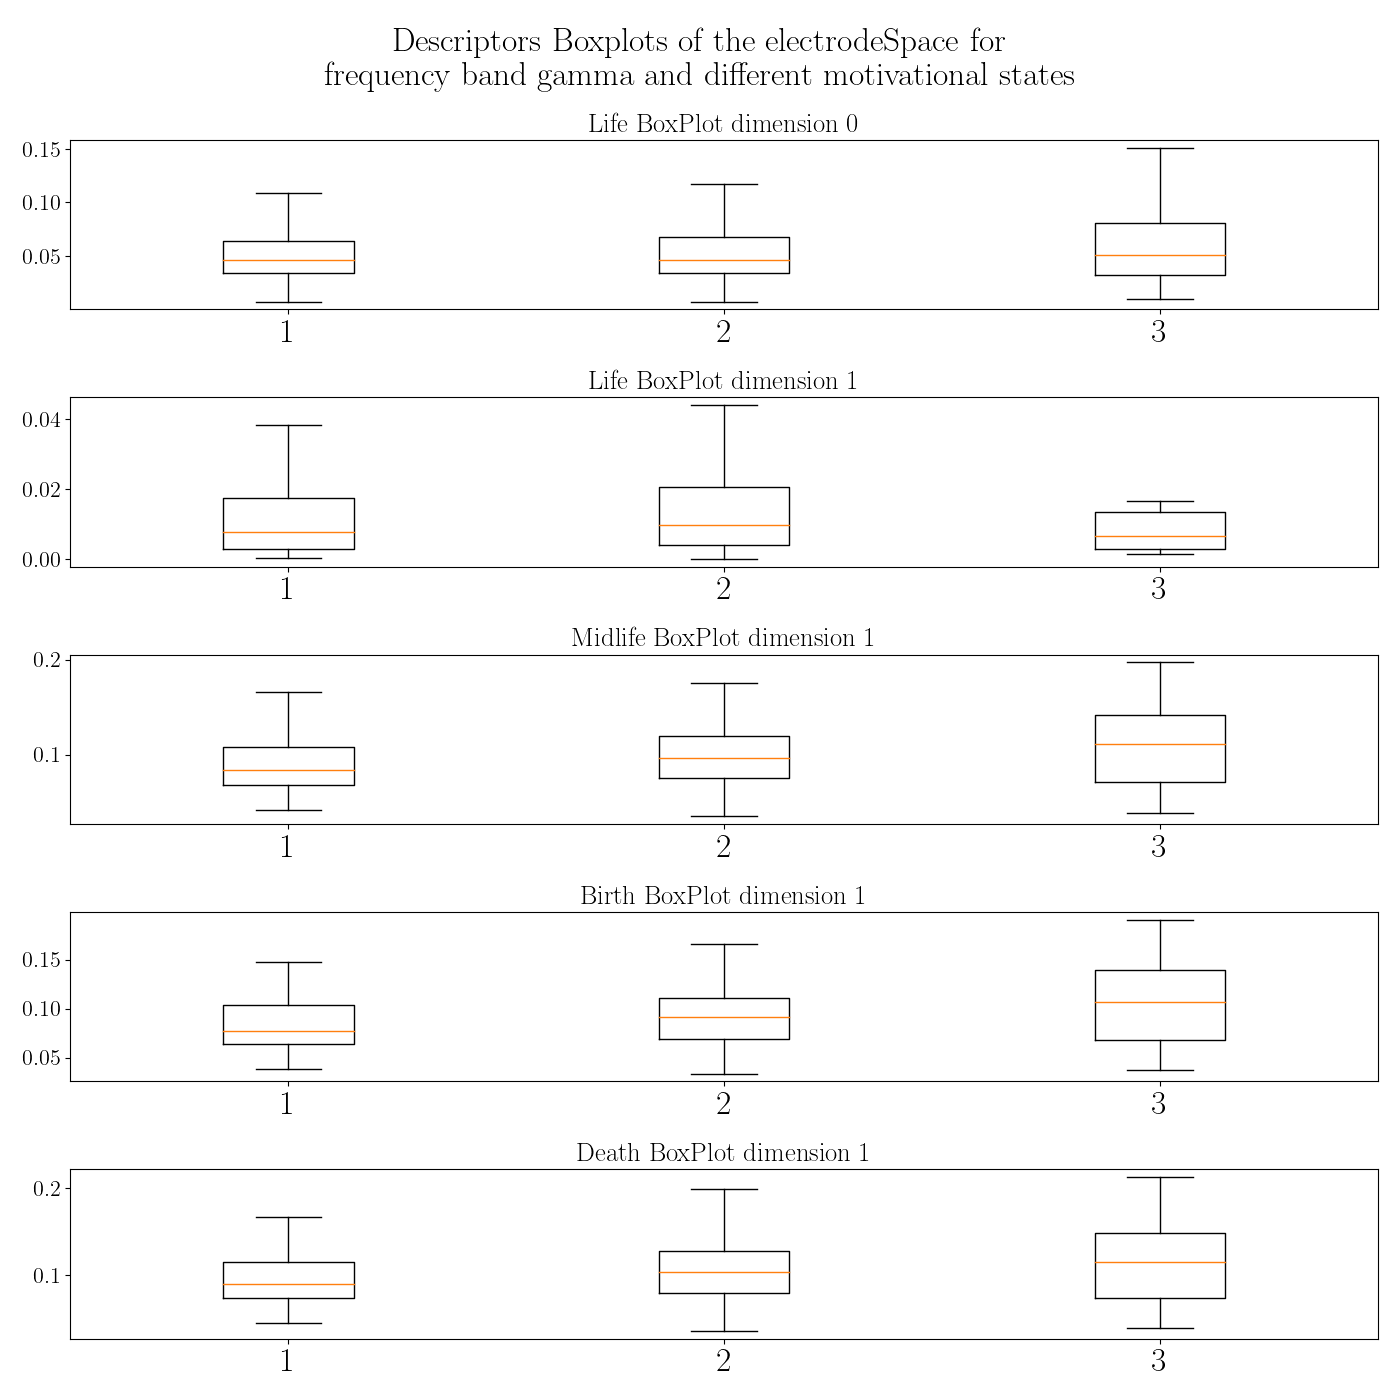 Descriptors Boxplots of the electrodeSpace for
frequency band gamma and different motivational states
Life BoxPlot dimension 0
0.15
0.10
0.05
1 2 3
Life BoxPlot dimension 1
0.04
0.02
0.00
1 2 3
Midlife BoxPlot dimension 1
0.2
0.1
1 2 3
Birth BoxPlot dimension 1
0.15
0.10
0.05
1 2 3
Death BoxPlot dimension 1
0.2
0.1
1 2 3